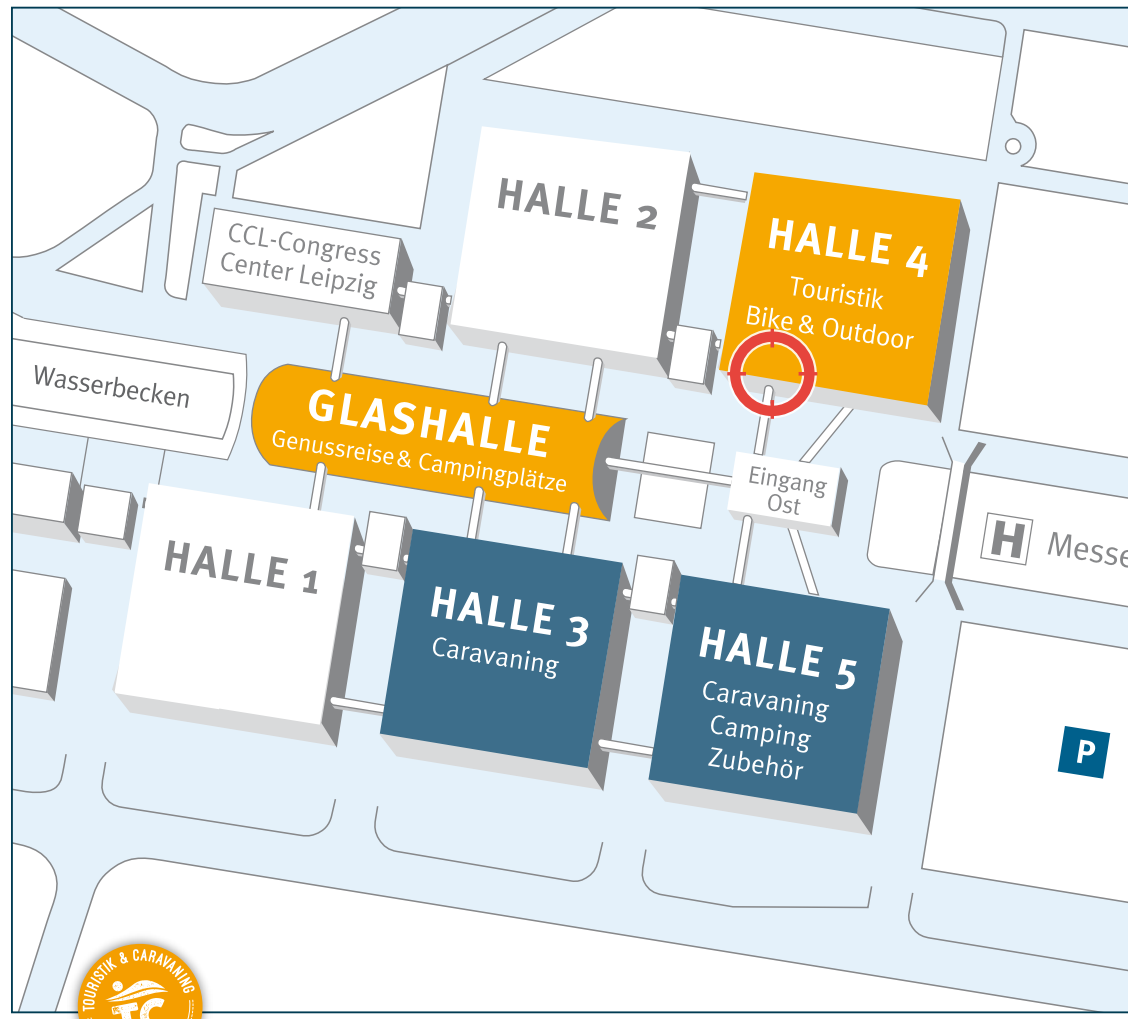 HALLE 2
HALLE 4
Touristik
Bike & Outdoor
CCL-Congress
Center Leipzig
Wasserbecken
GLASHALLE
Genussreise & Campingplätze
Eingang
Ost
H Messe
HALLE 1
HALLE 3
Caravaning
HALLE 5
Caravaning
Camping
Zubehör
P
TOURISTIK & CARAVANING
TC